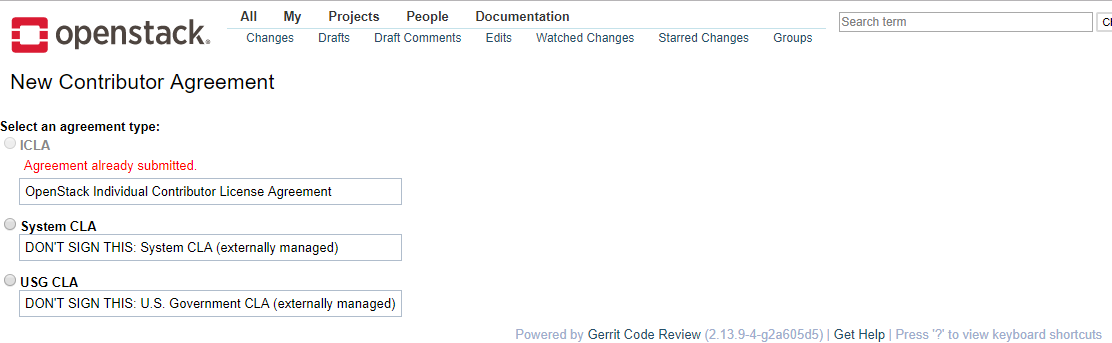 openstack.
All My Projects People Documentation
Changes Drafts Draft Comments Edits Watched Changes Starred Changes Groups
Search term
New Contributor Agreement
Select an agreement type:
ICLA
Agreement already submitted.
OpenStack Individual Contributor License Agreement
System CLA
DON'T SIGN THIS: System CLA (externally managed)
USG CLA
DON'T SIGN THIS: U.S. Government CLA (externally managed)
Powered by Gerrit Code Review (2.13.9-4-g2a605d5) | Get Help | Press '?' to view keyboard shortcuts